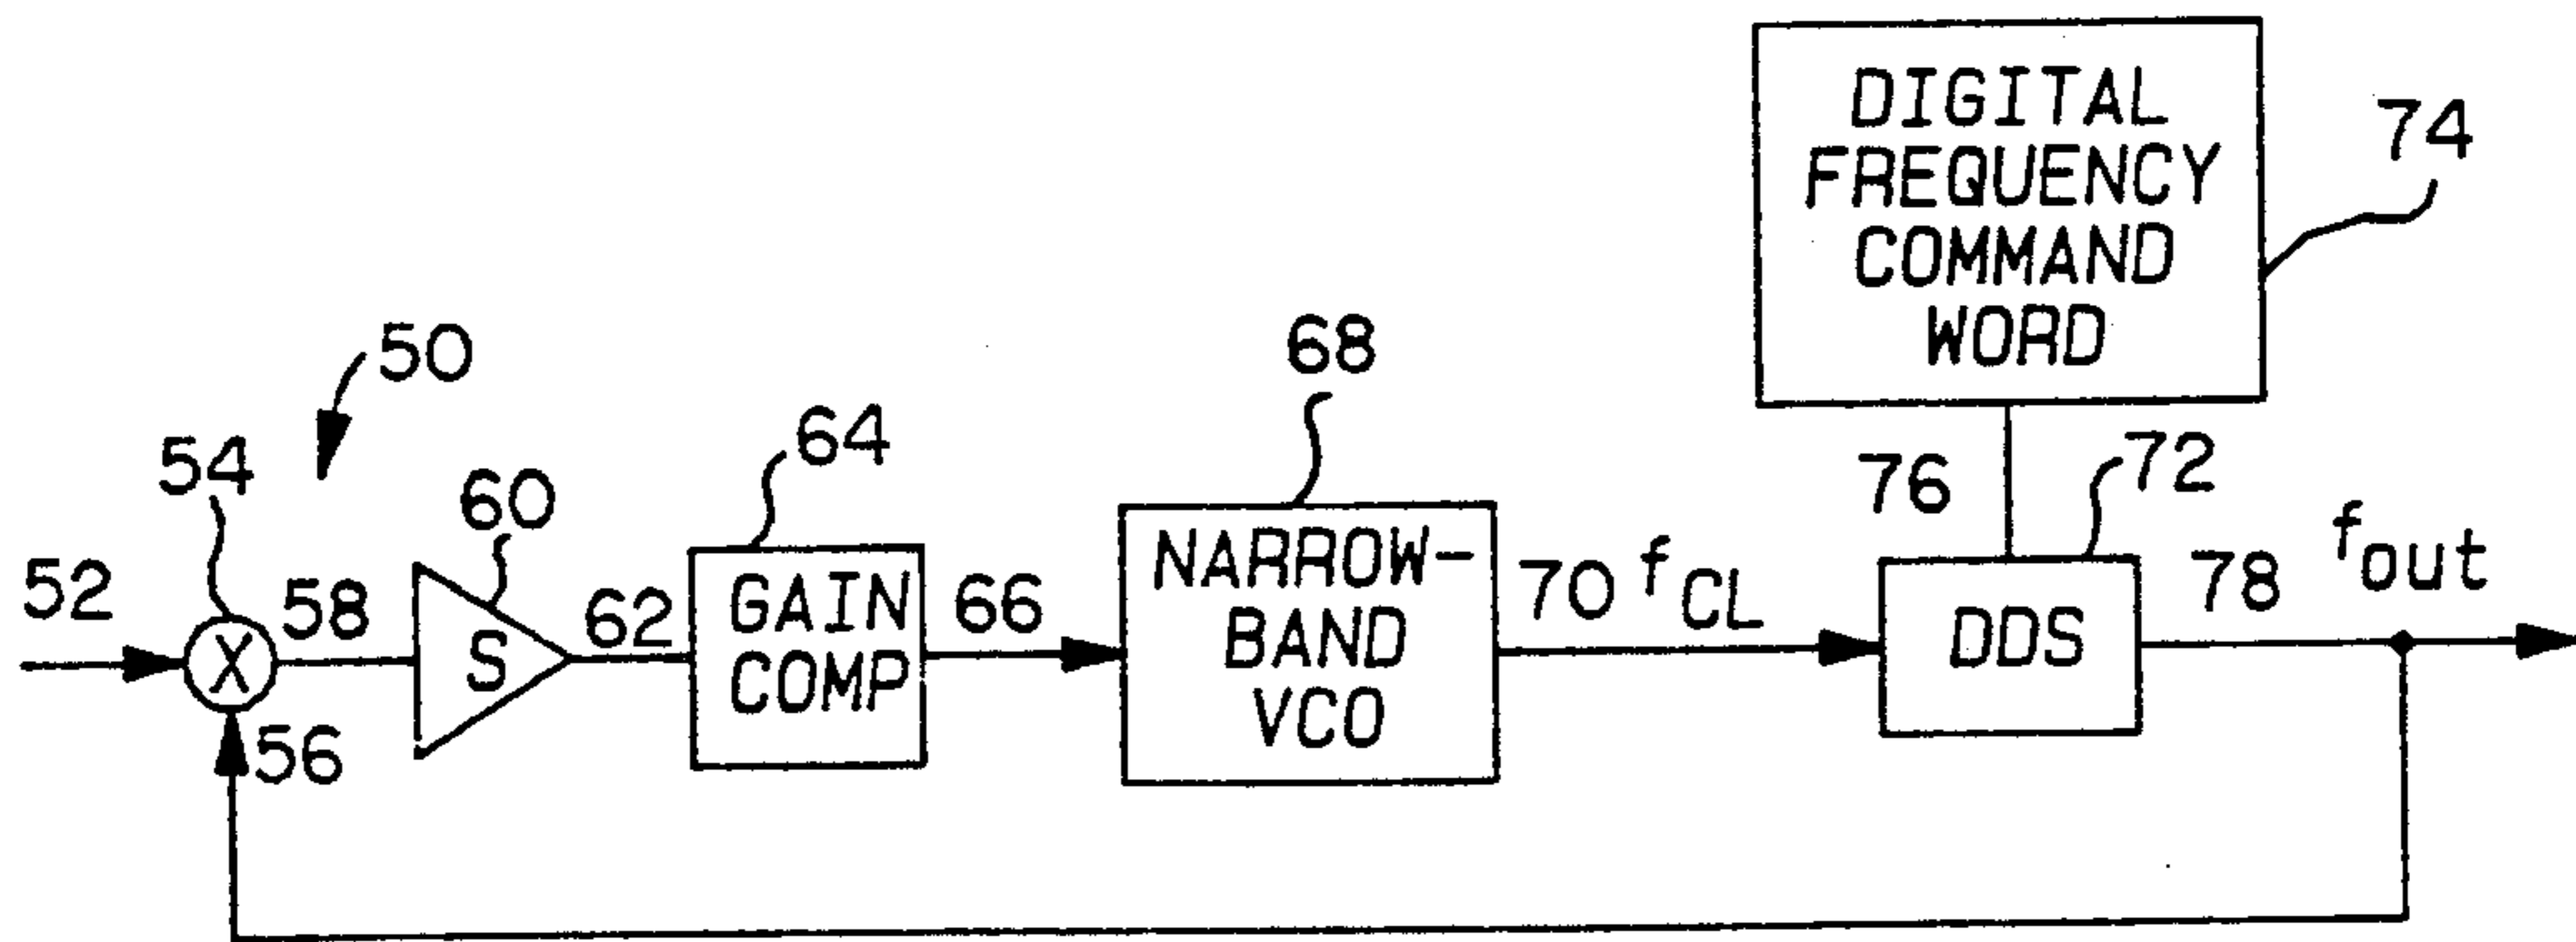 DIGITAL
FREQUENCY
COMMAND
WORD
74
50
68
54
60
64
76
72
52
58
S
62
GAIN
COMP
66
NARROW-
BAND
VCO
70 fCL
DDS
78
fout
X
56